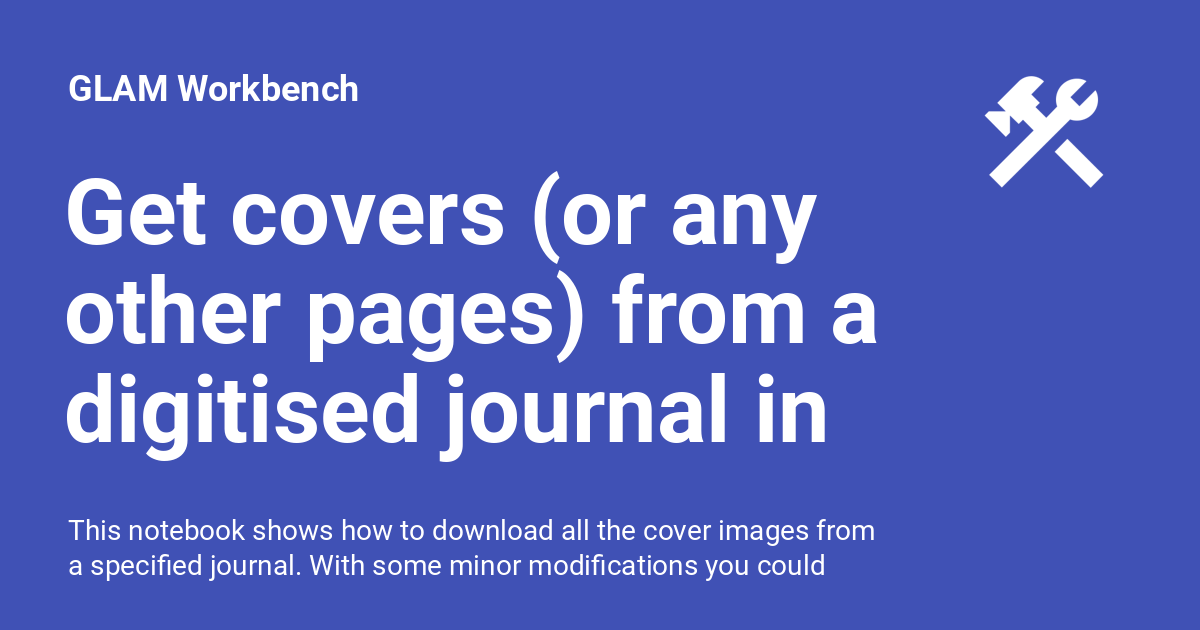 GLAM Workbench
Get covers (or any
other pages) from a
digitised journal in
This notebook shows how to download all the cover images from
a specified journal. With some minor modifications you could